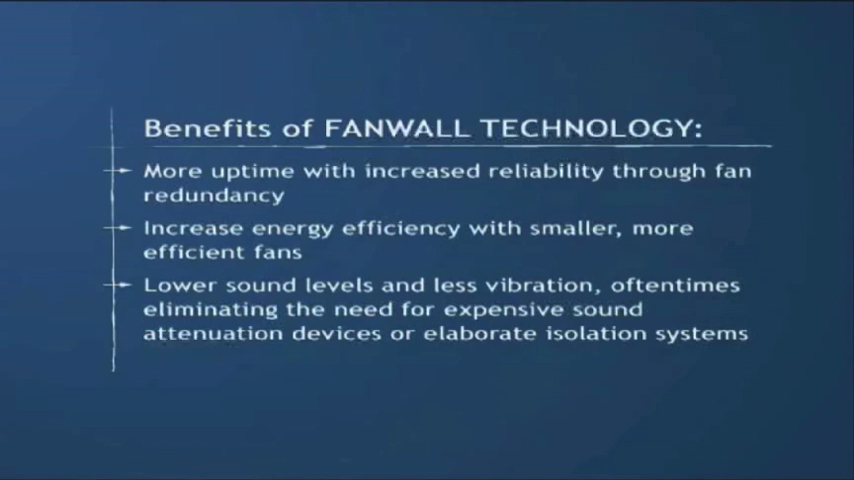 Benefits of FANWALL TECHNOLOGY:
More uptime with increased reliability through fan
redundancy
Increase energy efficiency with smaller, more
efficient fans
Lower sound levels and less vibration, oftentimes
eliminating the need for expensive sound
attenuation devices or elaborate isolation systems